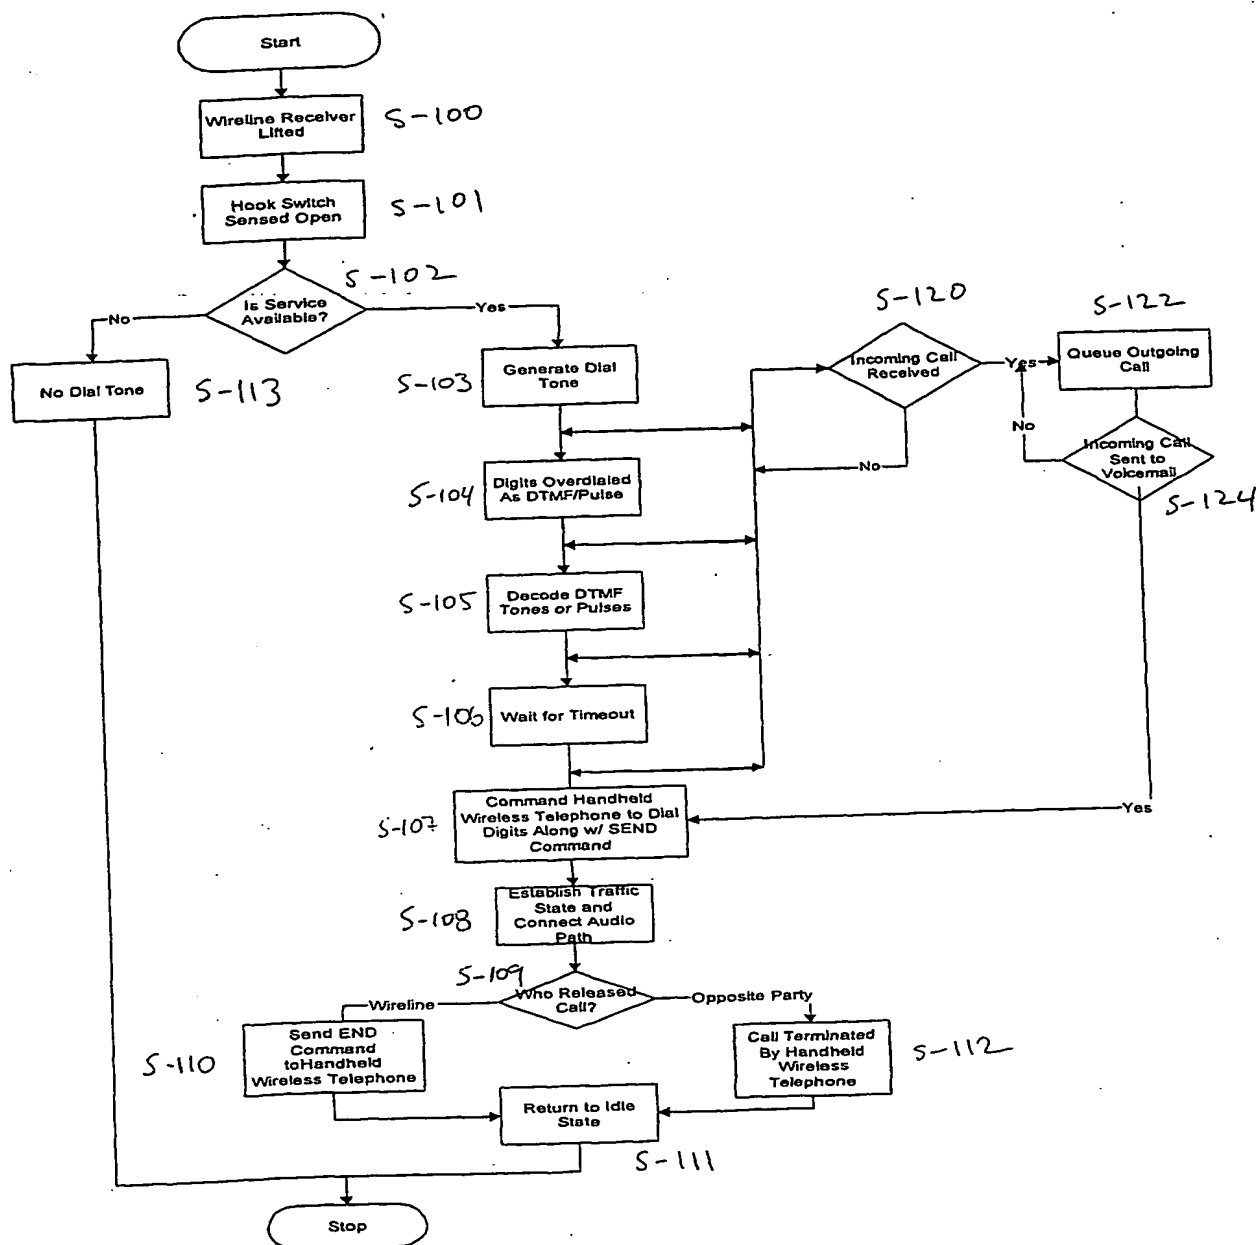 Start
Wireline Receiver
Lifted
S-100
Hook Switch
Sensed Open
S-101
S-102
Is Service
Available?
No
Yes
No Dial Tone
S-113
S-103
Generate Dial
Tone
S-120
Incoming Call
Received
Yes
S-122
Queue Outgoing
Call
No
No
Incoming Call
Sent to
Voicemail
S-124
S-104
Digits Overdialed
As DTMF/Pulse
S-105
Decode DTMF
Tones or Pulses
S-106
Wait for Timeout
S-107
Command Handheld
Wireless Telephone to Dial
Digits Along w/ SEND
Command
Yes
S-108
Establish Traffic
State and
Connect Audio
Path
S-109
Who Released
Call?
Wireline
Opposite Party
S-110
Send END
Command
toHandheld
Wireless Telephone
Call Terminated
By Handheld
Wireless
Telephone
S-112
Return to Idle
State
S-111
Stop